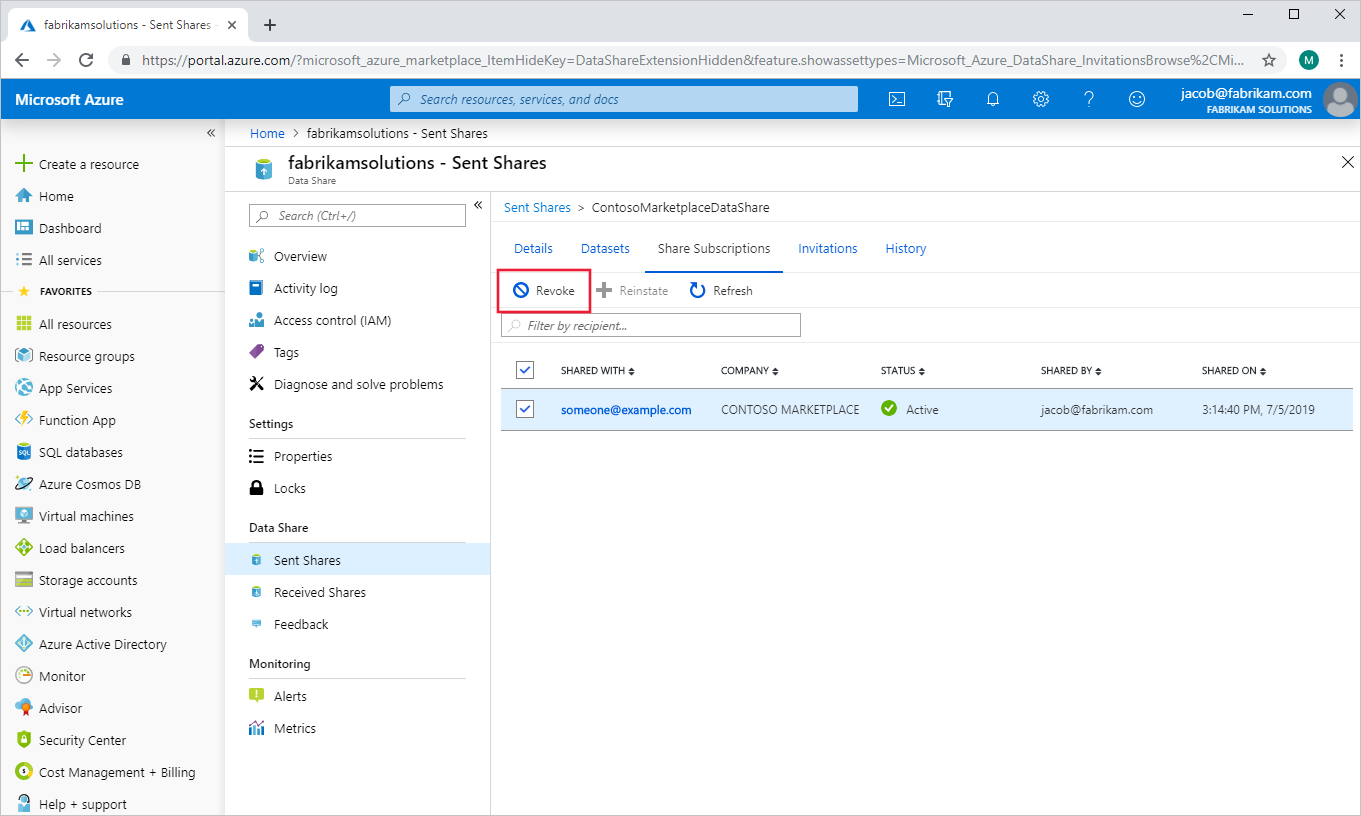 fabrikamsolutions - Sent Shares -
https://portal.azure.com/?microsoft_azure_marketplace_ItemHideKey=DataShareExtensionHidden&feature.showassettypes=Microsoft_Azure_DataShare_InvitationsBrowse%2CMi...
M
Microsoft Azure
Search resources, services, and docs
jacob@fabrikam.com
FABRIKAM SOLUTIONS
Create a resource
Home
Dashboard
All services
FAVORITES
All resources
Resource groups
App Services
Function App
SQL databases
Azure Cosmos DB
Virtual machines
Load balancers
Storage accounts
Virtual networks
Azure Active Directory
Monitor
Advisor
Security Center
Cost Management + Billing
Help + support
Home > fabrikamsolutions - Sent Shares
fabrikamsolutions - Sent Shares
Data Share
Search (Ctrl+/)
Overview
Activity log
Access control (IAM)
Tags
Diagnose and solve problems
Settings
Properties
Locks
Data Share
Sent Shares
Received Shares
Feedback
Monitoring
Alerts
Metrics
Sent Shares > ContosoMarketplaceDataShare
Details Datasets Share Subscriptions Invitations History
Revoke Reinstate Refresh
Filter by recipient...
SHARED WITH COMPANY STATUS SHARED BY SHARED ON
someone@example.com CONTOSO MARKETPLACE Active jacob@fabrikam.com 3:14:40 PM, 7/5/2019